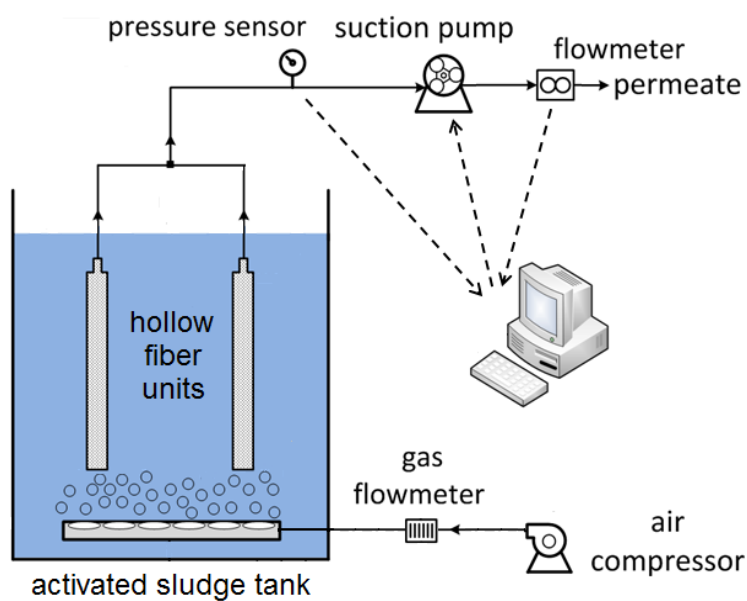 pressure sensor
suction pump
flowmeter
permeate
hollow
fiber
units
gas
flowmeter
air
compressor
activated sludge tank